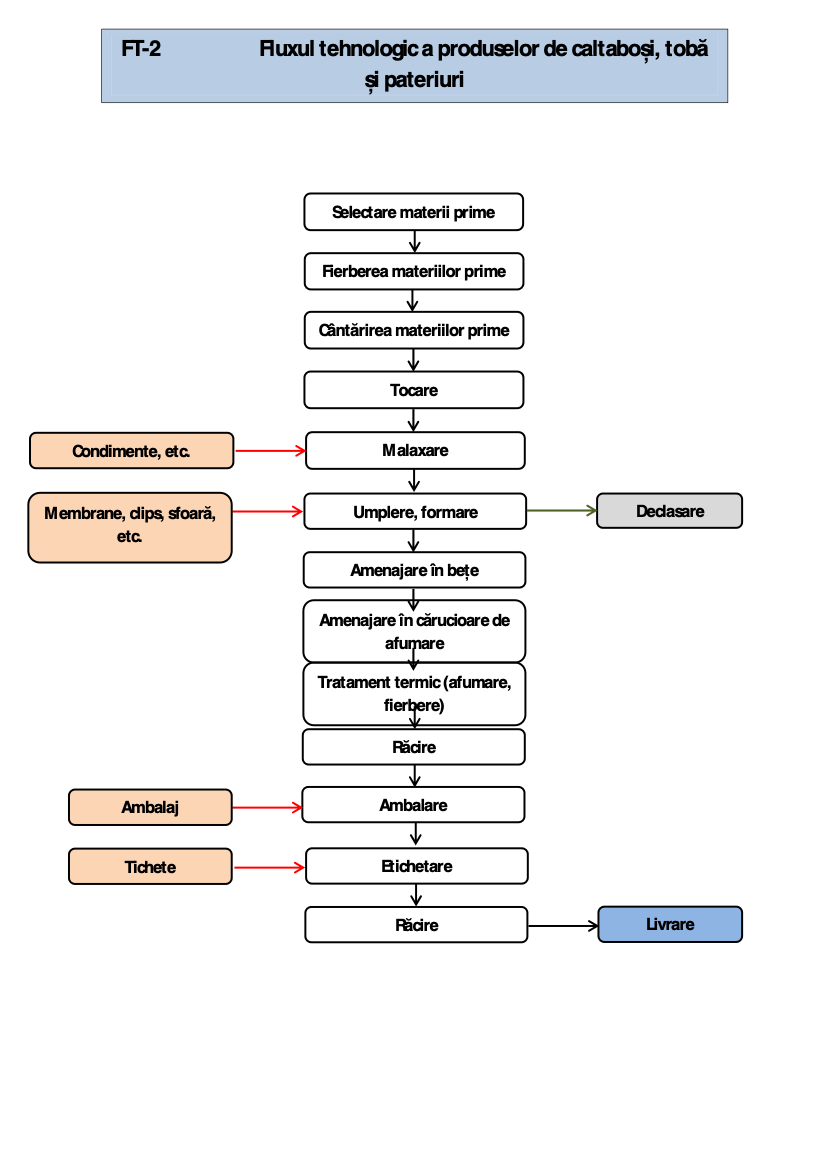 FT-2 Fluxul tehnologic a produselor de caltaboși, tobă
și pateriuri
Selectare materii prime
Fierberea materiilor prime
Cântărirea materiilor prime
Tocare
Condimente, etc.
Malaxare
Membrane, clips, sfoară,
etc.
Umplere, formare
Declasare
Amenajare în bețe
Amenajare în cărucioare de
afumare
Tratament termic (afumare,
fierbere)
Răcire
Ambalaj
Ambalare
Tichete
Etichetare
Răcire
Livrare